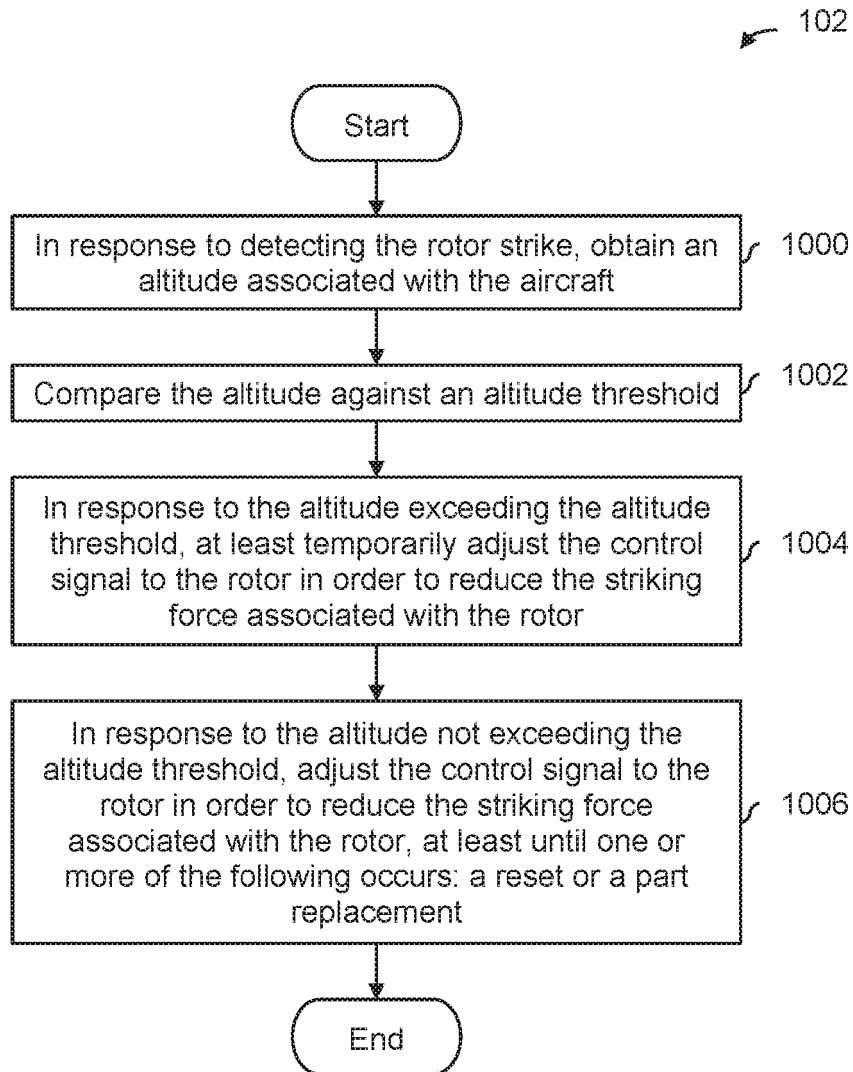 102
Start
In response to detecting the rotor strike, obtain an
altitude associated with the aircraft
1000
Compare the altitude against an altitude threshold
1002
In response to the altitude exceeding the altitude
threshold, at least temporarily adjust the control
signal to the rotor in order to reduce the striking
force associated with the rotor
1004
In response to the altitude not exceeding the
altitude threshold, adjust the control signal to the
rotor in order to reduce the striking force
associated with the rotor, at least until one or
more of the following occurs: a reset or a part
replacement
1006
End